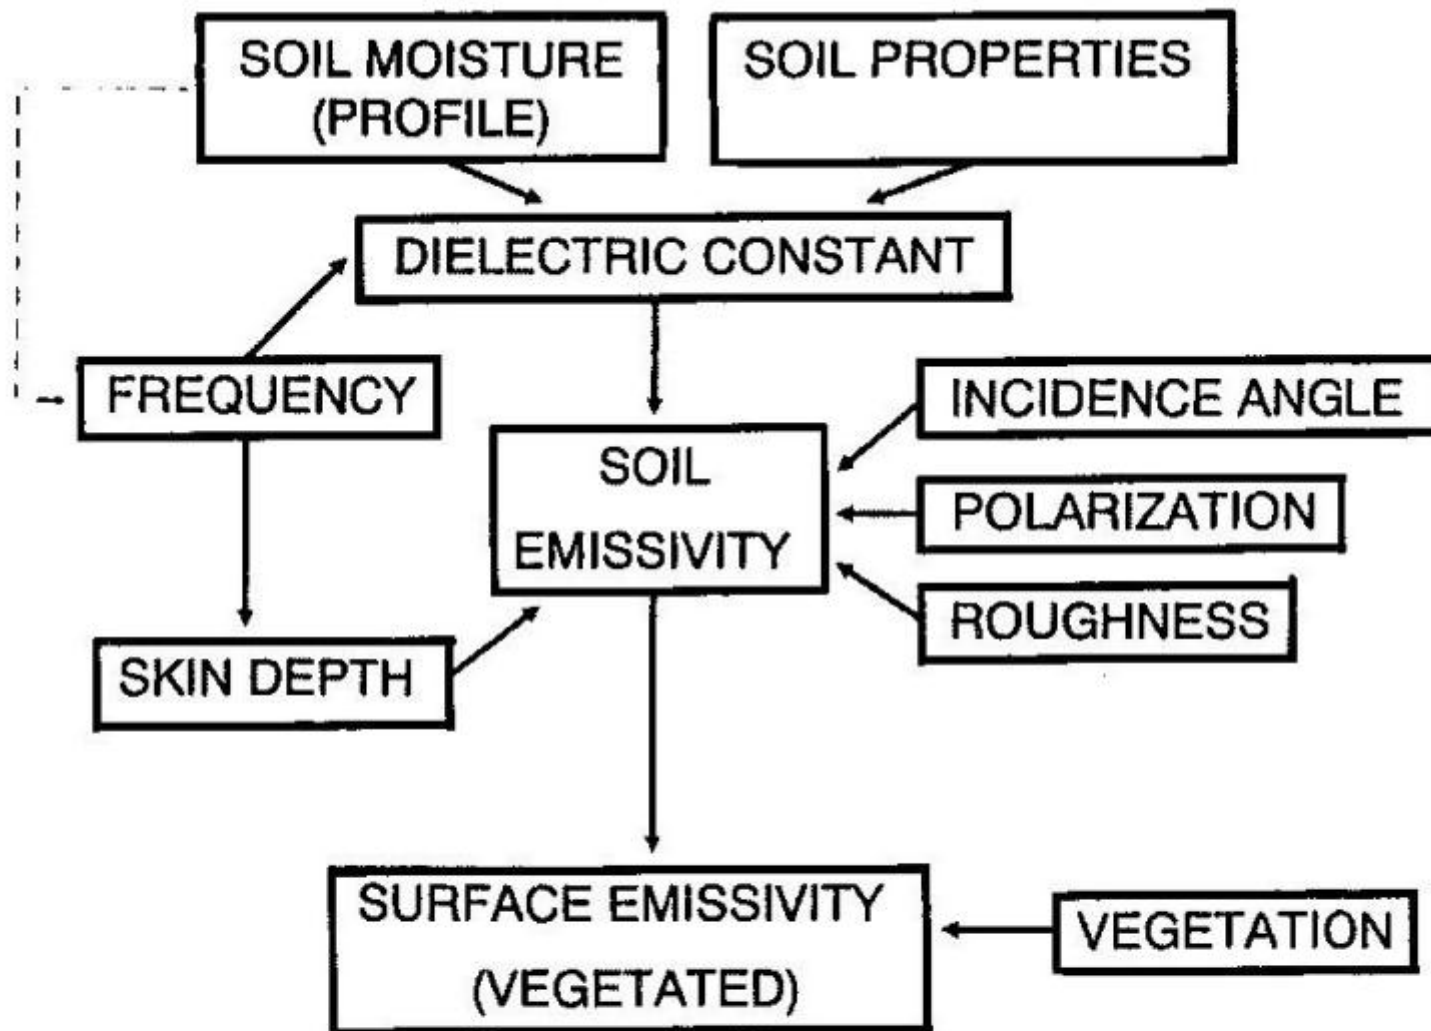 SOIL MOISTURE
(PROFILE)
SOIL PROPERTIES
DIELECTRIC CONSTANT
FREQUENCY
INCIDENCE ANGLE
SOIL
EMISSIVITY
POLARIZATION
ROUGHNESS
SKIN DEPTH
SURFACE EMISSIVITY
(VEGETATED)
VEGETATION